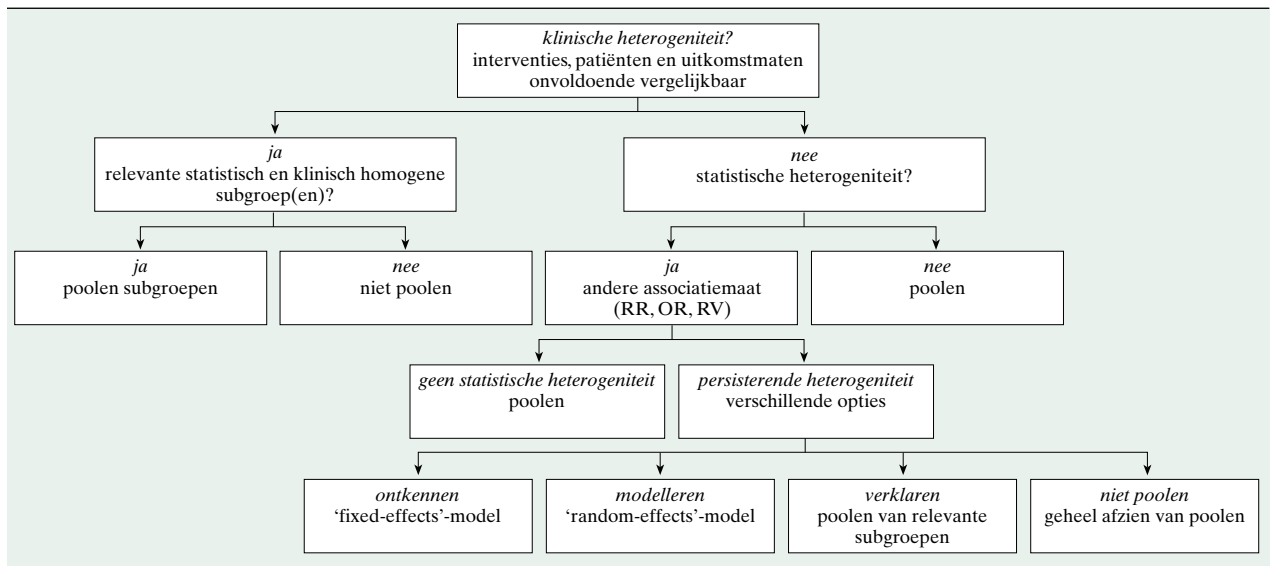 klinische heterogeniteit?
interventies, patiënten en uitkomstmaten
onvoldoende vergelijkbaar
ja
relevante statistisch en klinisch homogene
subgroep(en)?
nee
statistische heterogeniteit?
ja
poolen subgroepen
nee
niet poolen
ja
andere associatiemaat
(RR, OR, RV)
nee
poolen
geen statistische heterogeniteit
poolen
persisterende heterogeniteit
verschillende opties
ontkennen
‘fixed-effects’-model
modelleren
‘random-effects’-model
verklaren
poolen van relevante
subgroepen
niet poolen
geheel afzien van poolen